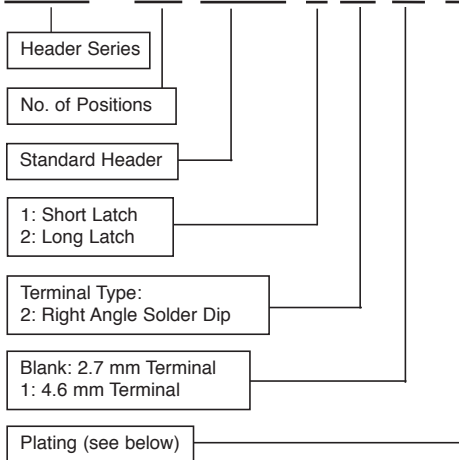 Header Series
No. of Positions
Standard Header
1: Short Latch
2: Long Latch
Terminal Type:
2: Right Angle Solder Dip
Blank: 2.7 mm Terminal
1: 4.6 mm Terminal
Plating (see below)